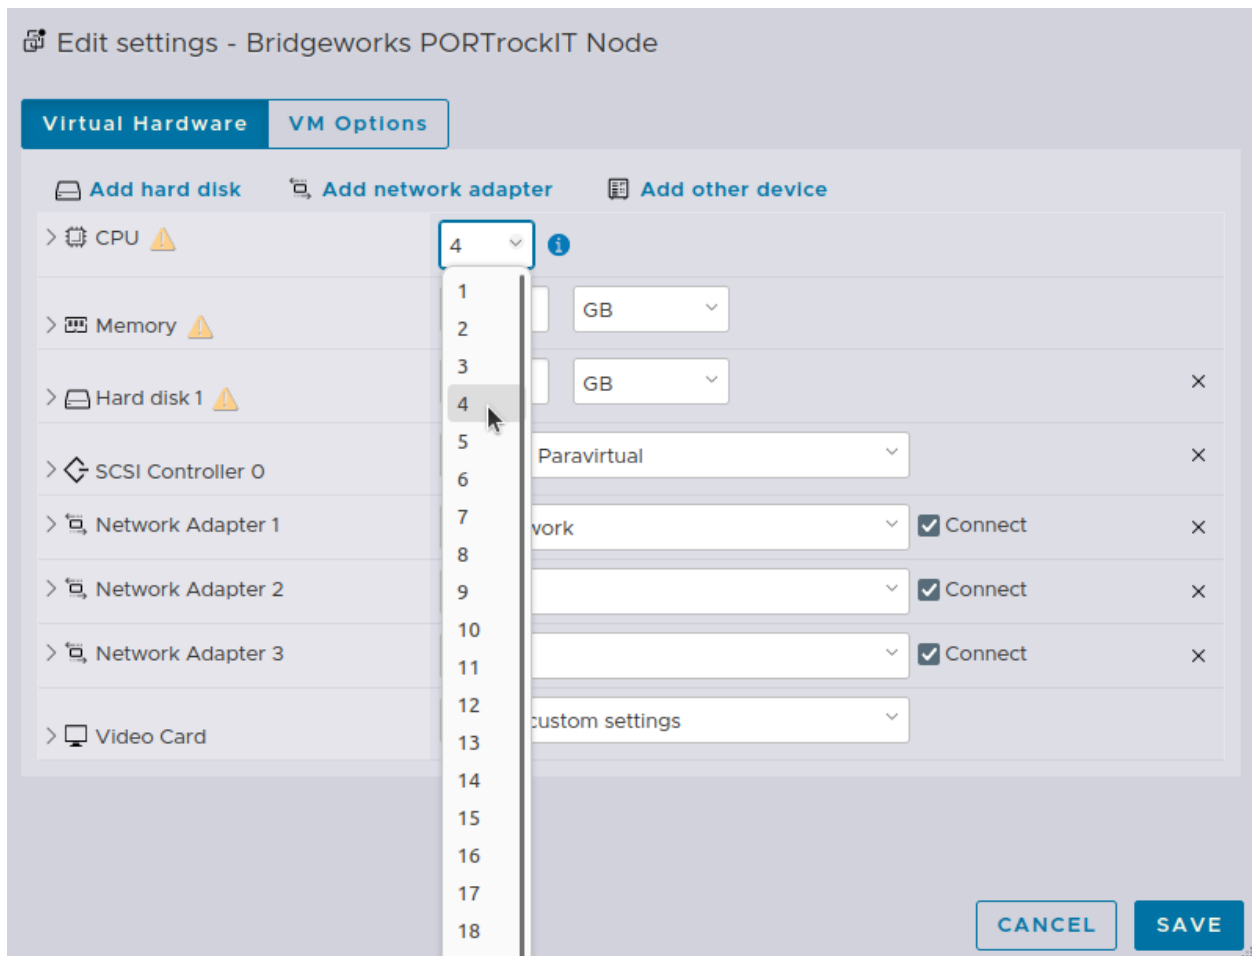 Edit settings - Bridgeworks PORTrockIT Node
Virtual Hardware
VM Options
Add hard disk
Add network adapter
Add other device
CPU
4
1
2
3
4
5
6
7
8
9
10
11
12
13
14
15
16
17
18
Memory
GB
Hard disk 1
GB
SCSI Controller 0
Paravirtual
Network Adapter 1
Connect
Network Adapter 2
Connect
Network Adapter 3
Connect
Video Card
custom settings
CANCEL
SAVE